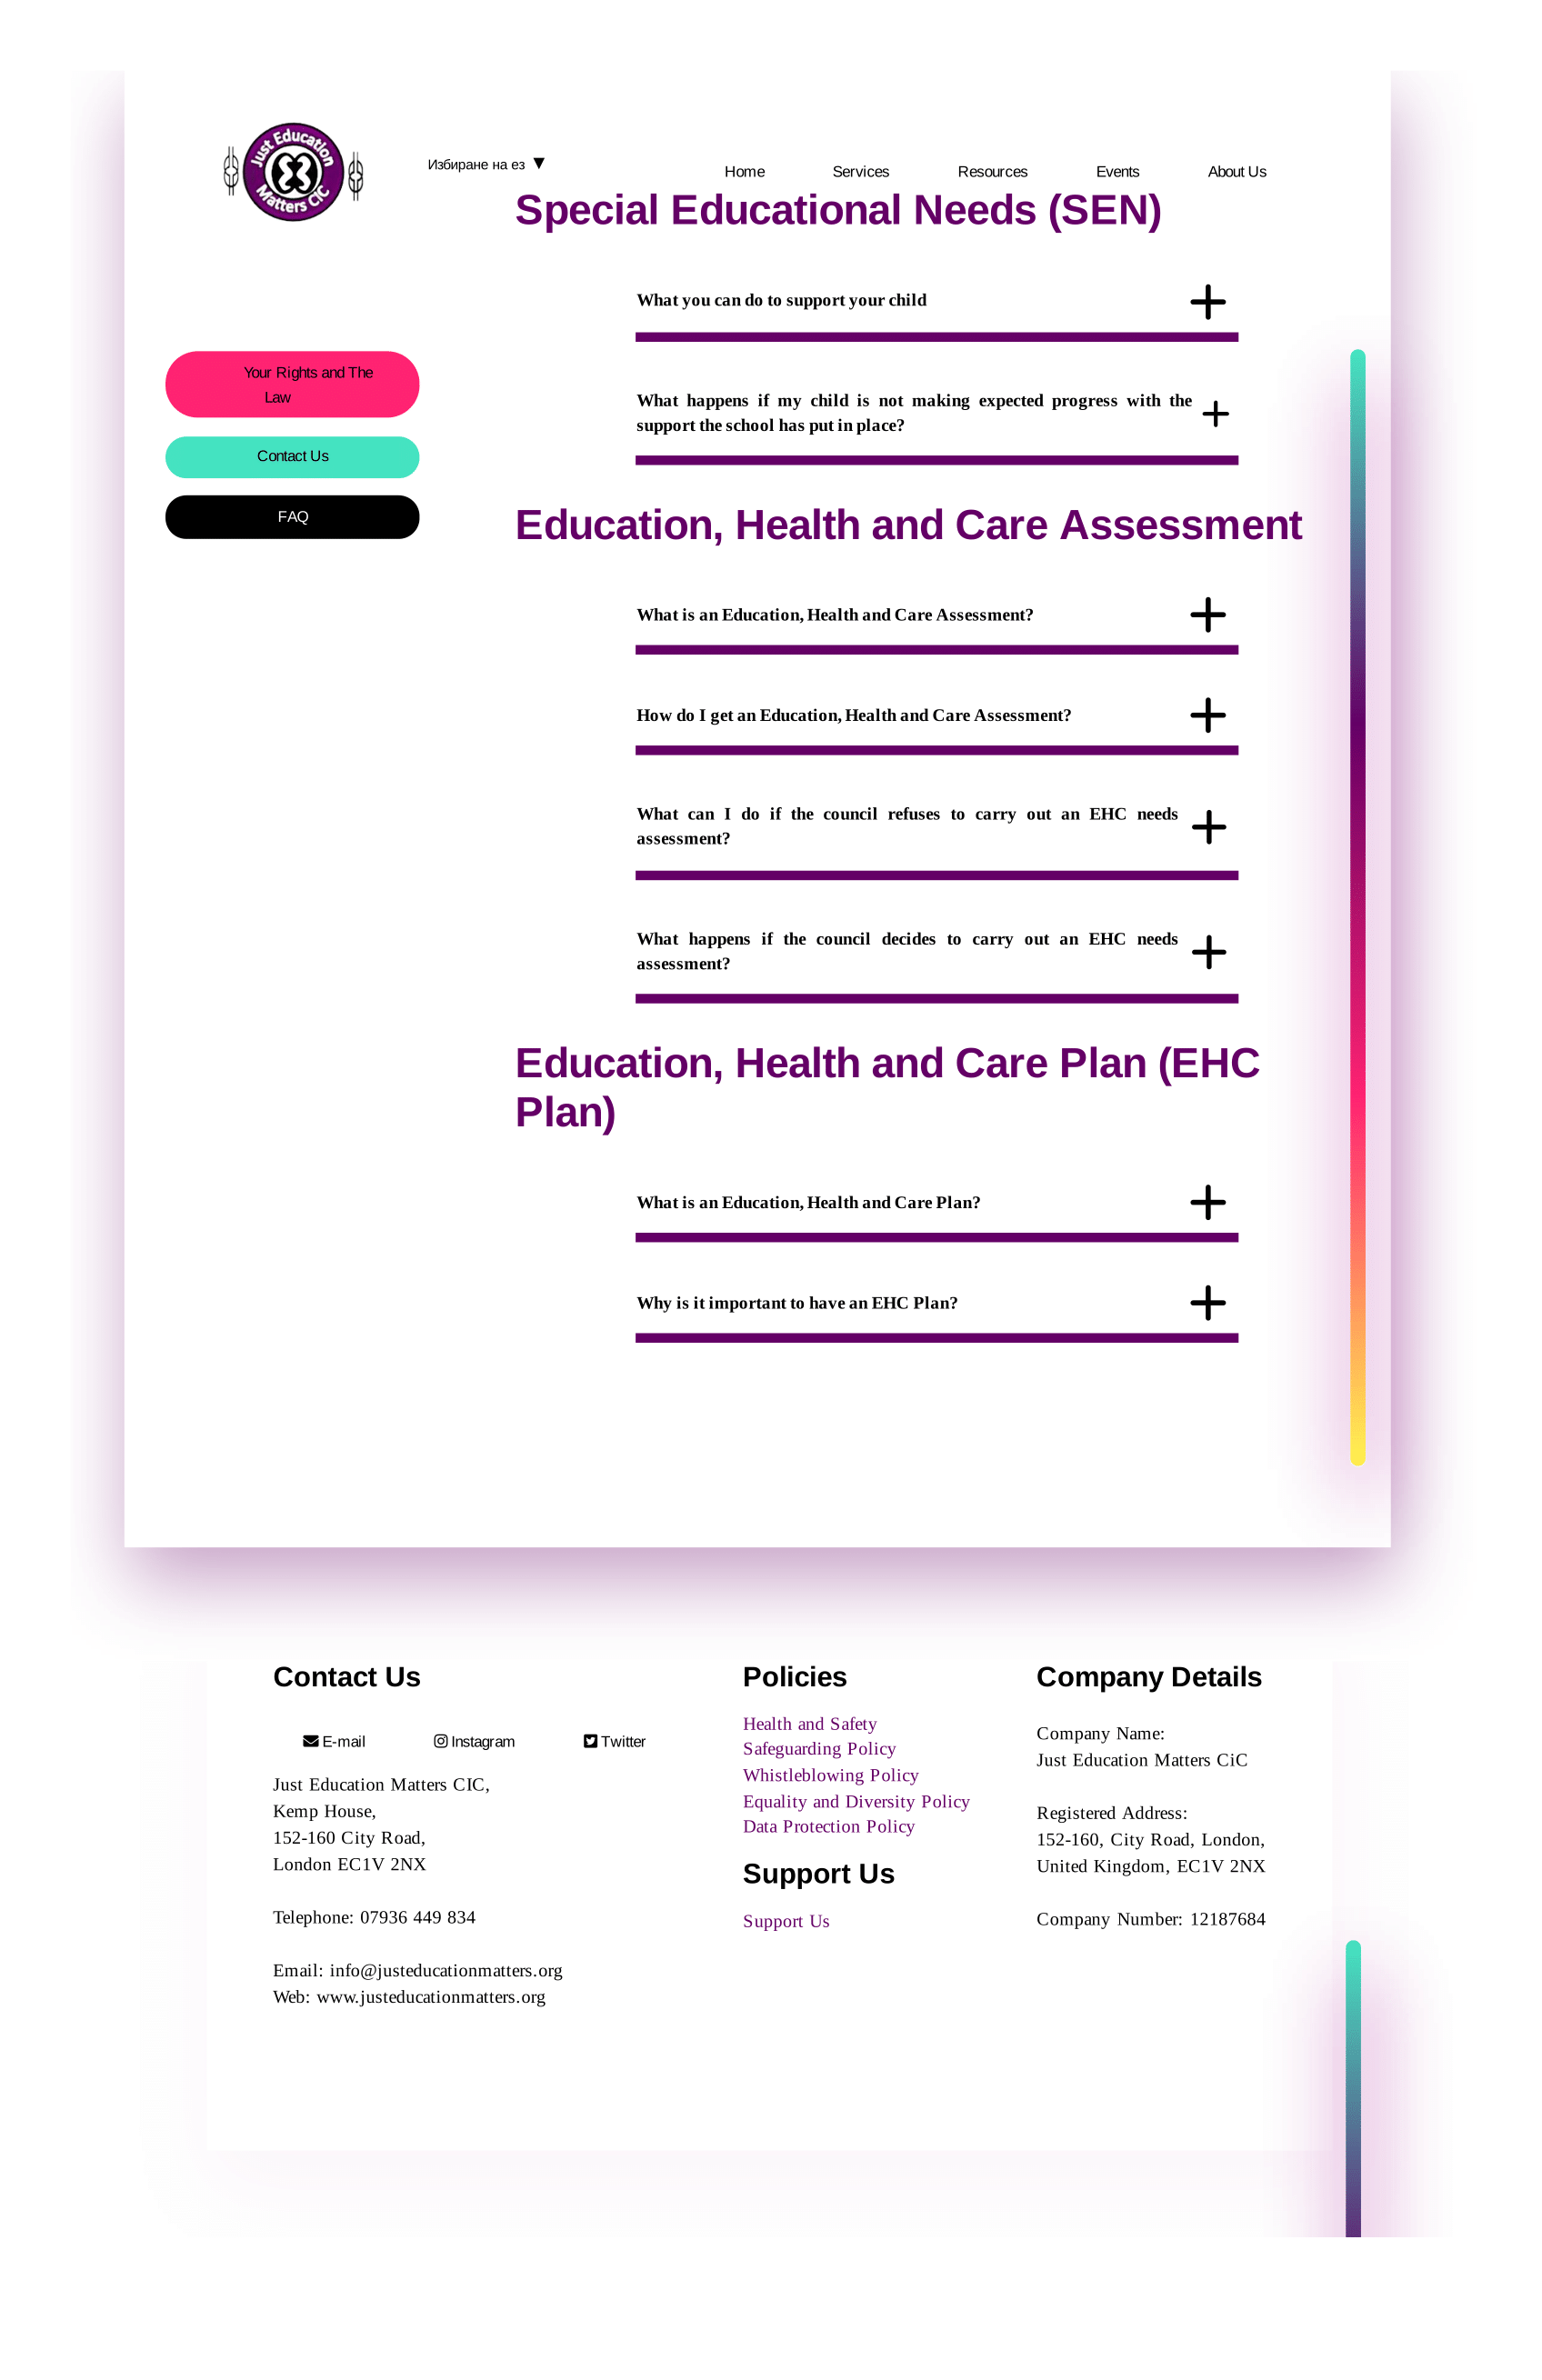 Just Education
Matters CIC
Избиране на ез ▼
Home Services Resources Events About Us
Special Educational Needs (SEN)
What you can do to support your child
What happens if my child is not making expected progress with the
support the school has put in place?
Your Rights and The
Law
Contact Us
FAQ
Education, Health and Care Assessment
What is an Education, Health and Care Assessment?
How do I get an Education, Health and Care Assessment?
What can I do if the council refuses to carry out an EHC needs
assessment?
What happens if the council decides to carry out an EHC needs
assessment?
Education, Health and Care Plan (EHC
Plan)
What is an Education, Health and Care Plan?
Why is it important to have an EHC Plan?
Contact Us
E-mail Instagram Twitter
Just Education Matters CIC,
Kemp House,
152-160 City Road,
London EC1V 2NX
Telephone: 07936 449 834
Email: info@justeducationmatters.org
Web: www.justeducationmatters.org
Policies
Health and Safety
Safeguarding Policy
Whistleblowing Policy
Equality and Diversity Policy
Data Protection Policy
Support Us
Support Us
Company Details
Company Name:
Just Education Matters CiC
Registered Address:
152-160, City Road, London,
United Kingdom, EC1V 2NX
Company Number: 12187684